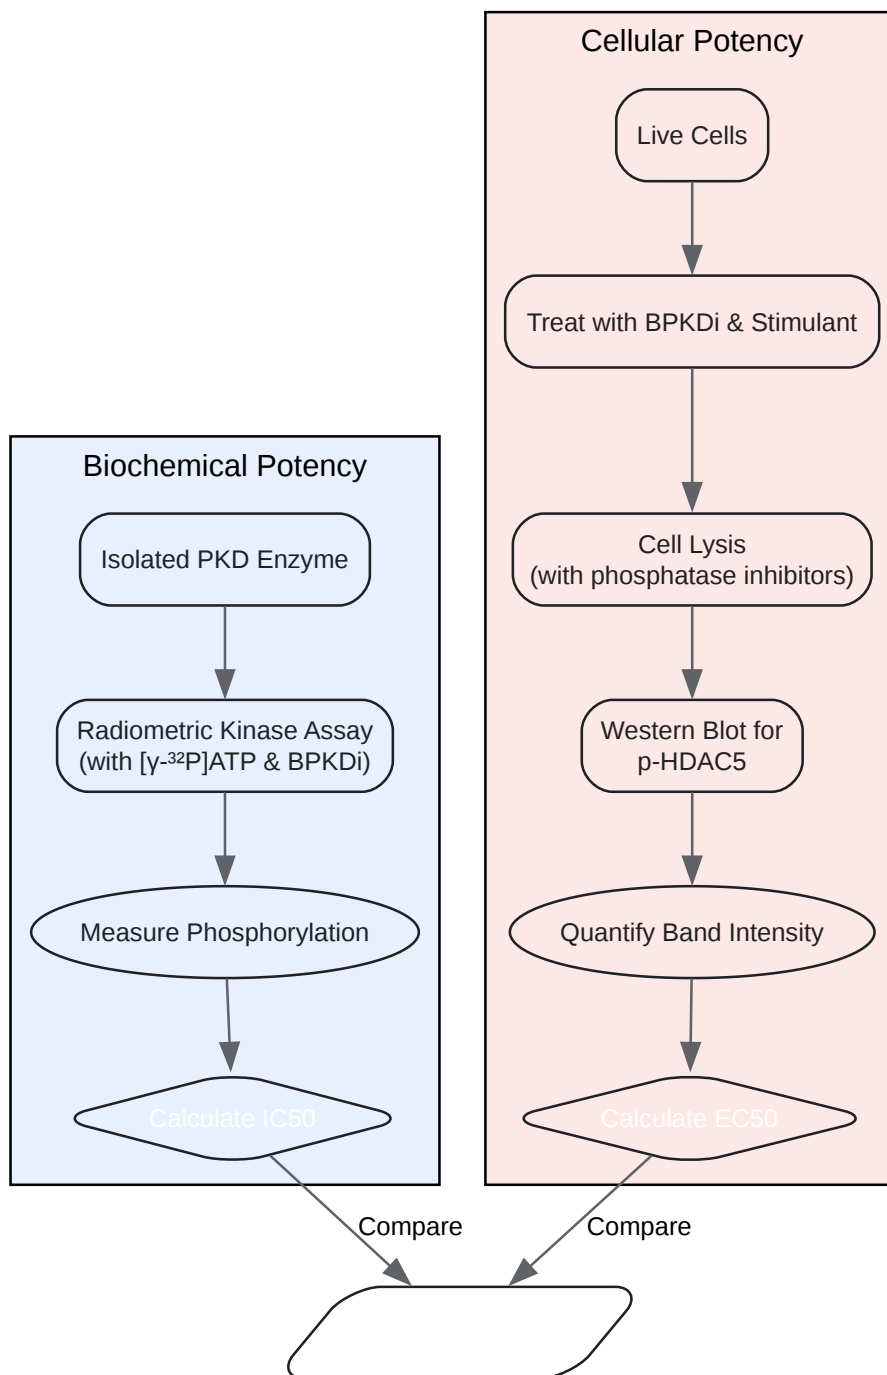 Cellular Potency
Live Cells
Treat with BPKDi & Stimulant
Cell Lysis
(with phosphatase inhibitors)
Western Blot for
p-HDAC5
Quantify Band Intensity
Calculate EC50
Biochemical Potency
Isolated PKD Enzyme
Radiometric Kinase Assay
(with [γ-³²P]ATP & BPKDi)
Measure Phosphorylation
Calculate IC50
Compare
Compare